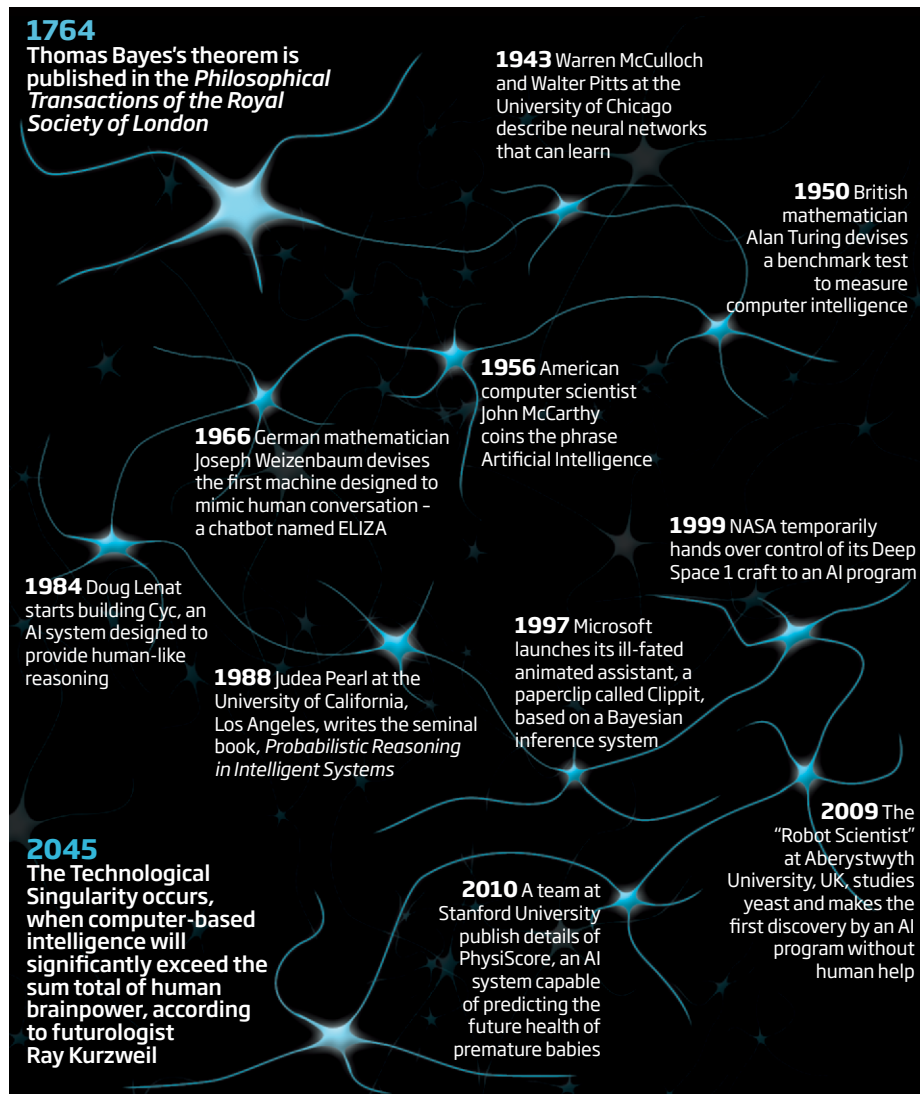 1764
Thomas Bayes's theorem is
published in the Philosophical
Transactions of the Royal
Society of London
1943 Warren McCulloch
and Walter Pitts at the
University of Chicago
describe neural networks
that can learn
1950 British
mathematician
Alan Turing devises
a benchmark test
to measure
computer intelligence
1956 American
computer scientist
John McCarthy
coins the phrase
Artificial Intelligence
1966 German mathematician
Joseph Weizenbaum devises
the first machine designed to
mimic human conversation –
a chatbot named ELIZA
1984 Doug Lenat
starts building Cyc, an
AI system designed to
provide human-like
reasoning
1988 Judea Pearl at the
University of California,
Los Angeles, writes the seminal
book, Probabilistic Reasoning
in Intelligent Systems
1997 Microsoft
launches its ill-fated
animated assistant, a
paperclip called Clippit,
based on a Bayesian
inference system
1999 NASA temporarily
hands over control of its Deep
Space 1 craft to an AI program
2009 The
“Robot Scientist”
at Aberystwyth
University, UK, studies
yeast and makes the
first discovery by an AI
program without
human help
2010 A team at
Stanford University
publish details of
PhysiScore, an AI
system capable
of predicting the
future health of
premature babies
2045
The Technological
Singularity occurs,
when computer-based
intelligence will
significantly exceed the
sum total of human
brainpower, according
to futurologist
Ray Kurzweil